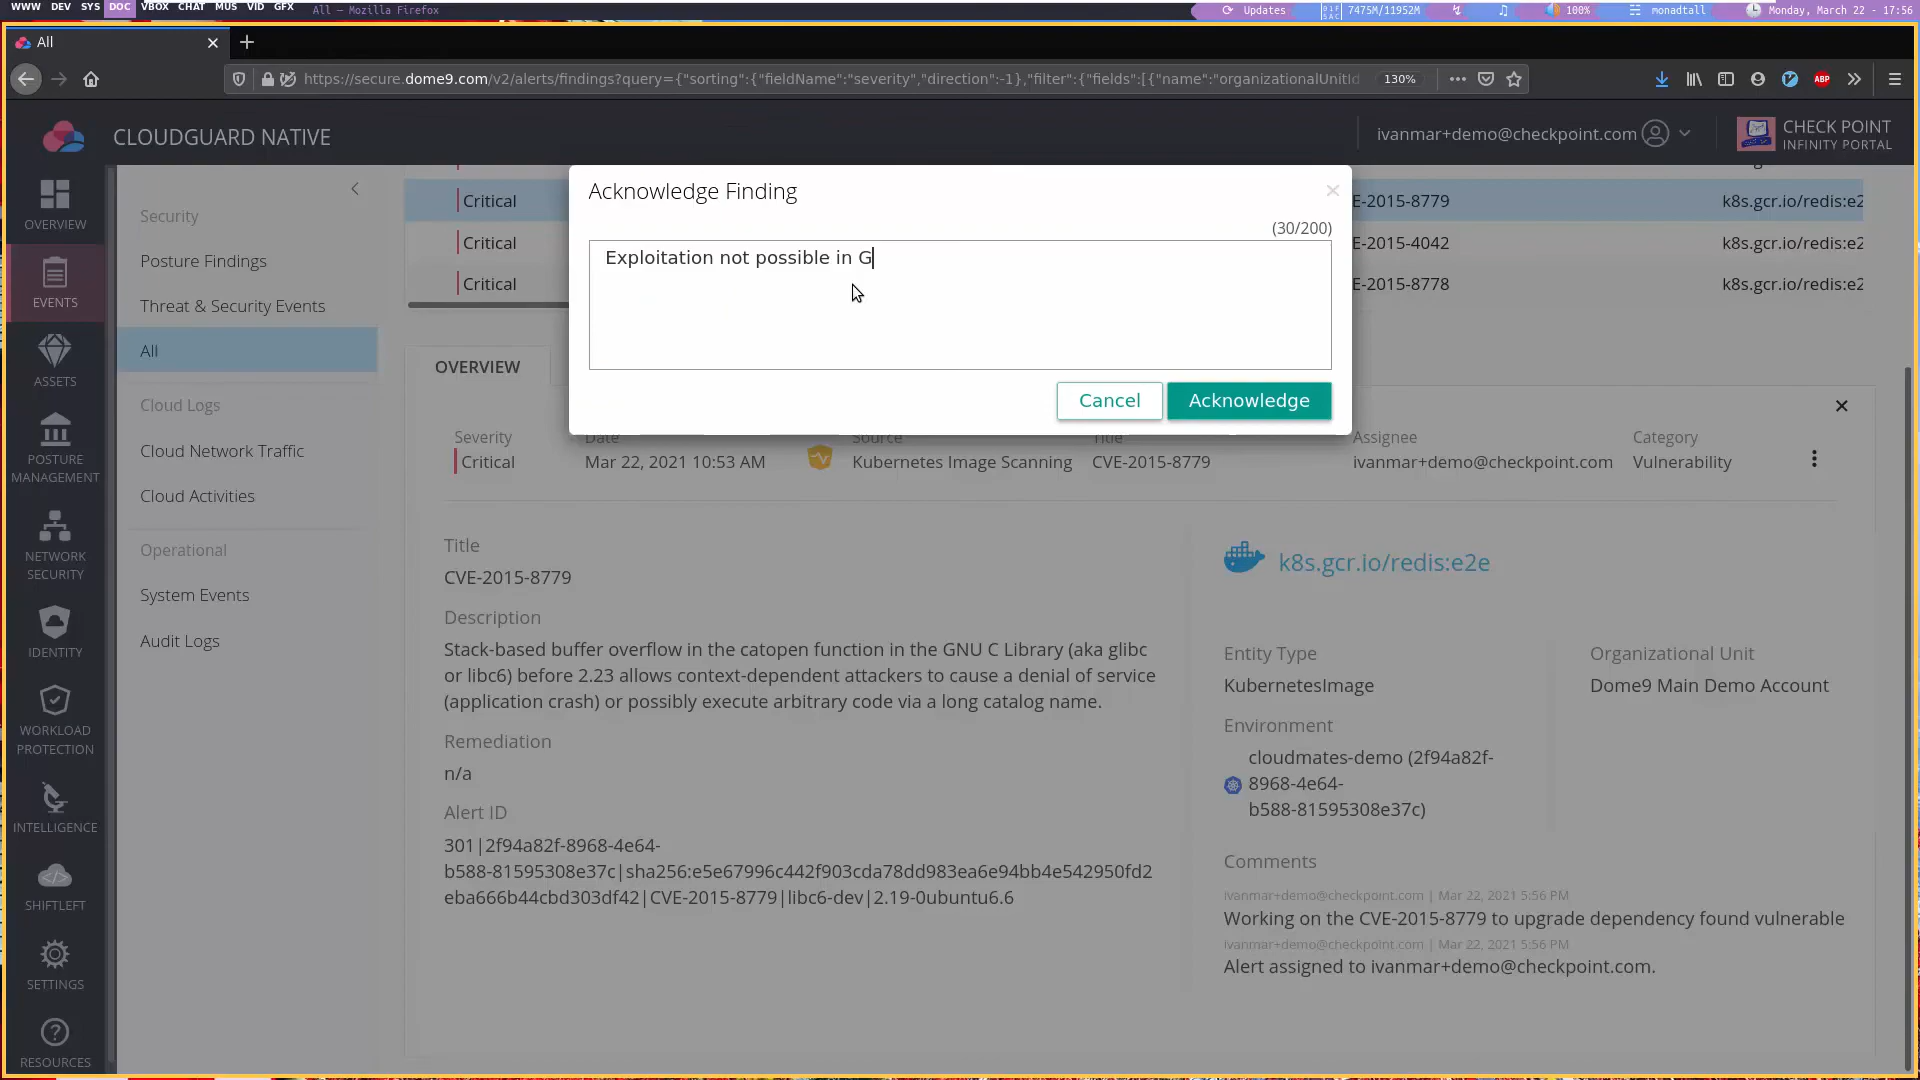 WWW DEV SYS DOC VBOX CHAT MUS VID GFX All — Mozilla Firefox
Updates 7475M/11952M 100% monadtall Monday, March 22 - 17:56
All
https://secure.dome9.com/v2/alerts/findings?query={"sorting":{"fieldName":"severity","direction":-1},"filter":{"fields":[{"name":"organizationalUnitId
130%
ABP
CLOUDGUARD NATIVE
ivanmar+demo@checkpoint.com
CHECK POINT
INFINITY PORTAL
OVERVIEW
EVENTS
ASSETS
POSTURE
MANAGEMENT
NETWORK
SECURITY
IDENTITY
WORKLOAD
PROTECTION
INTELLIGENCE
SHIFTLEFT
SETTINGS
RESOURCES
Security
Posture Findings
Threat & Security Events
All
Cloud Logs
Cloud Network Traffic
Cloud Activities
Operational
System Events
Audit Logs
Critical E-2015-8779 k8s.gcr.io/redis:e2
Critical E-2015-4042 k8s.gcr.io/redis:e2
Critical E-2015-8778 k8s.gcr.io/redis:e2
Acknowledge Finding
(30/200)
Exploitation not possible in G
Cancel
Acknowledge
OVERVIEW
Severity Date Source Title Assignee Category
Critical Mar 22, 2021 10:53 AM Kubernetes Image Scanning CVE-2015-8779 ivanmar+demo@checkpoint.com Vulnerability
Title
CVE-2015-8779
Description
Stack-based buffer overflow in the catopen function in the GNU C Library (aka glibc
or libc6) before 2.23 allows context-dependent attackers to cause a denial of service
(application crash) or possibly execute arbitrary code via a long catalog name.
Remediation
n/a
Alert ID
301|2f94a82f-8968-4e64-
b588-81595308e37c|sha256:e5e67996c442f903cda78dd983ea6e94bb4e542950fd2
eba666b44cbd303df42|CVE-2015-8779|libc6-dev|2.19-0ubuntu6.6
k8s.gcr.io/redis:e2e
Entity Type
KubernetesImage
Organizational Unit
Dome9 Main Demo Account
Environment
cloudmates-demo (2f94a82f-
8968-4e64-
b588-81595308e37c)
Comments
ivanmar+demo@checkpoint.com | Mar 22, 2021 5:56 PM
Working on the CVE-2015-8779 to upgrade dependency found vulnerable
ivanmar+demo@checkpoint.com | Mar 22, 2021 5:56 PM
Alert assigned to ivanmar+demo@checkpoint.com.